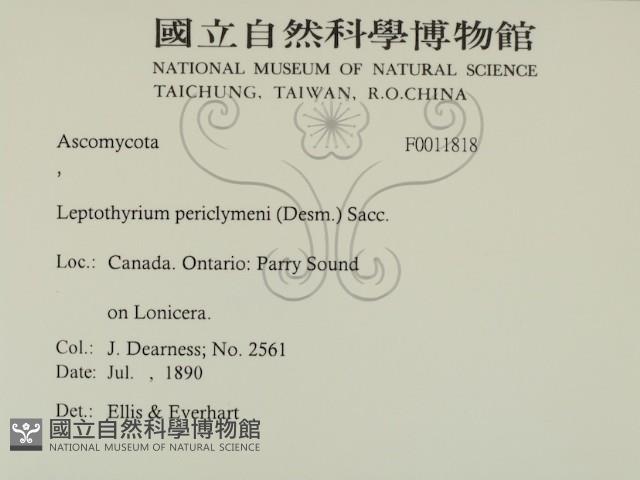 國立自然科學博物館
NATIONAL MUSEUM OF NATURAL SCIENCE
TAICHUNG, TAIWAN, R.O.CHINA
Ascomycota F0011818
,
Leptothyrium periclymeni (Desm.) Sacc.
Loc.: Canada. Ontario: Parry Sound
on Lonicera.
Col.: J. Dearness; No. 2561
Date: Jul. , 1890
Det.: Ellis & Everhart
國立自然科學博物館
NATIONAL MUSEUM OF NATURAL SCIENCE